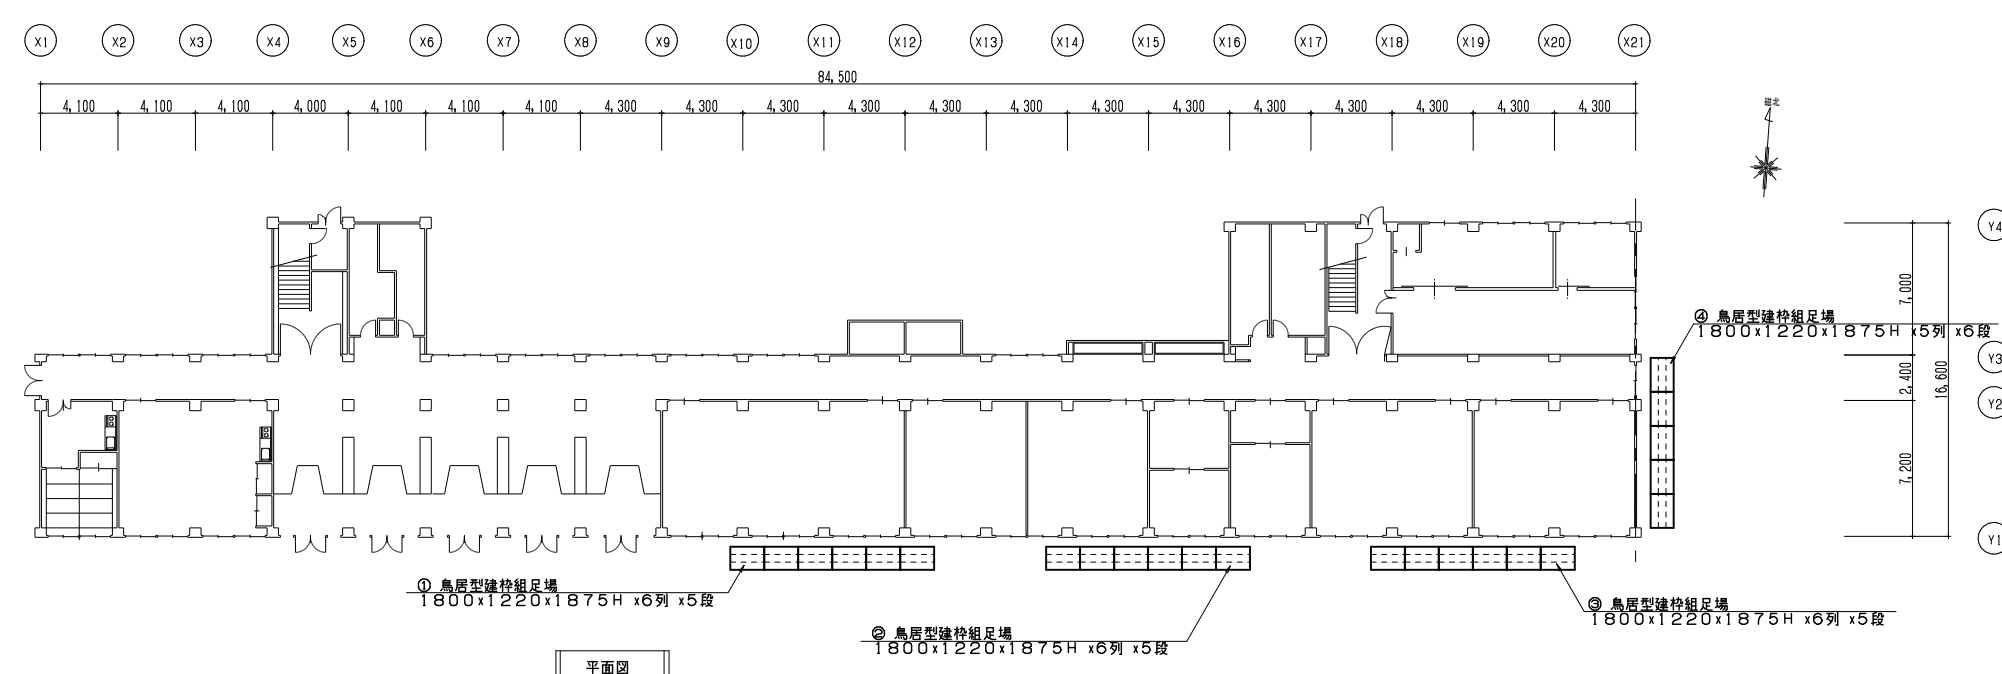 X1 X2 X3 X4 X5 X6 X7 X8 X9 X10 X11 X12 X13 X14 X15 X16 X17 X18 X19 X20 X21
84,500
4,100 4,100 4,100 4,000 4,100 4,100 4,100 4,300 4,300 4,300 4,300 4,300 4,300 4,300 4,300 4,300 4,300 4,300 4,300 4,300
磁北
Y4
7,000
④ 鳥居型建枠組足場
1800x1220x1875H x5列 x6段
Y3
2,400
16,600
Y2
7,200
Y1
① 鳥居型建枠組足場
1800x1220x1875H x6列 x5段
③ 鳥居型建枠組足場
1800x1220x1875H x6列 x5段
② 鳥居型建枠組足場
1800x1220x1875H x6列 x5段
平面図